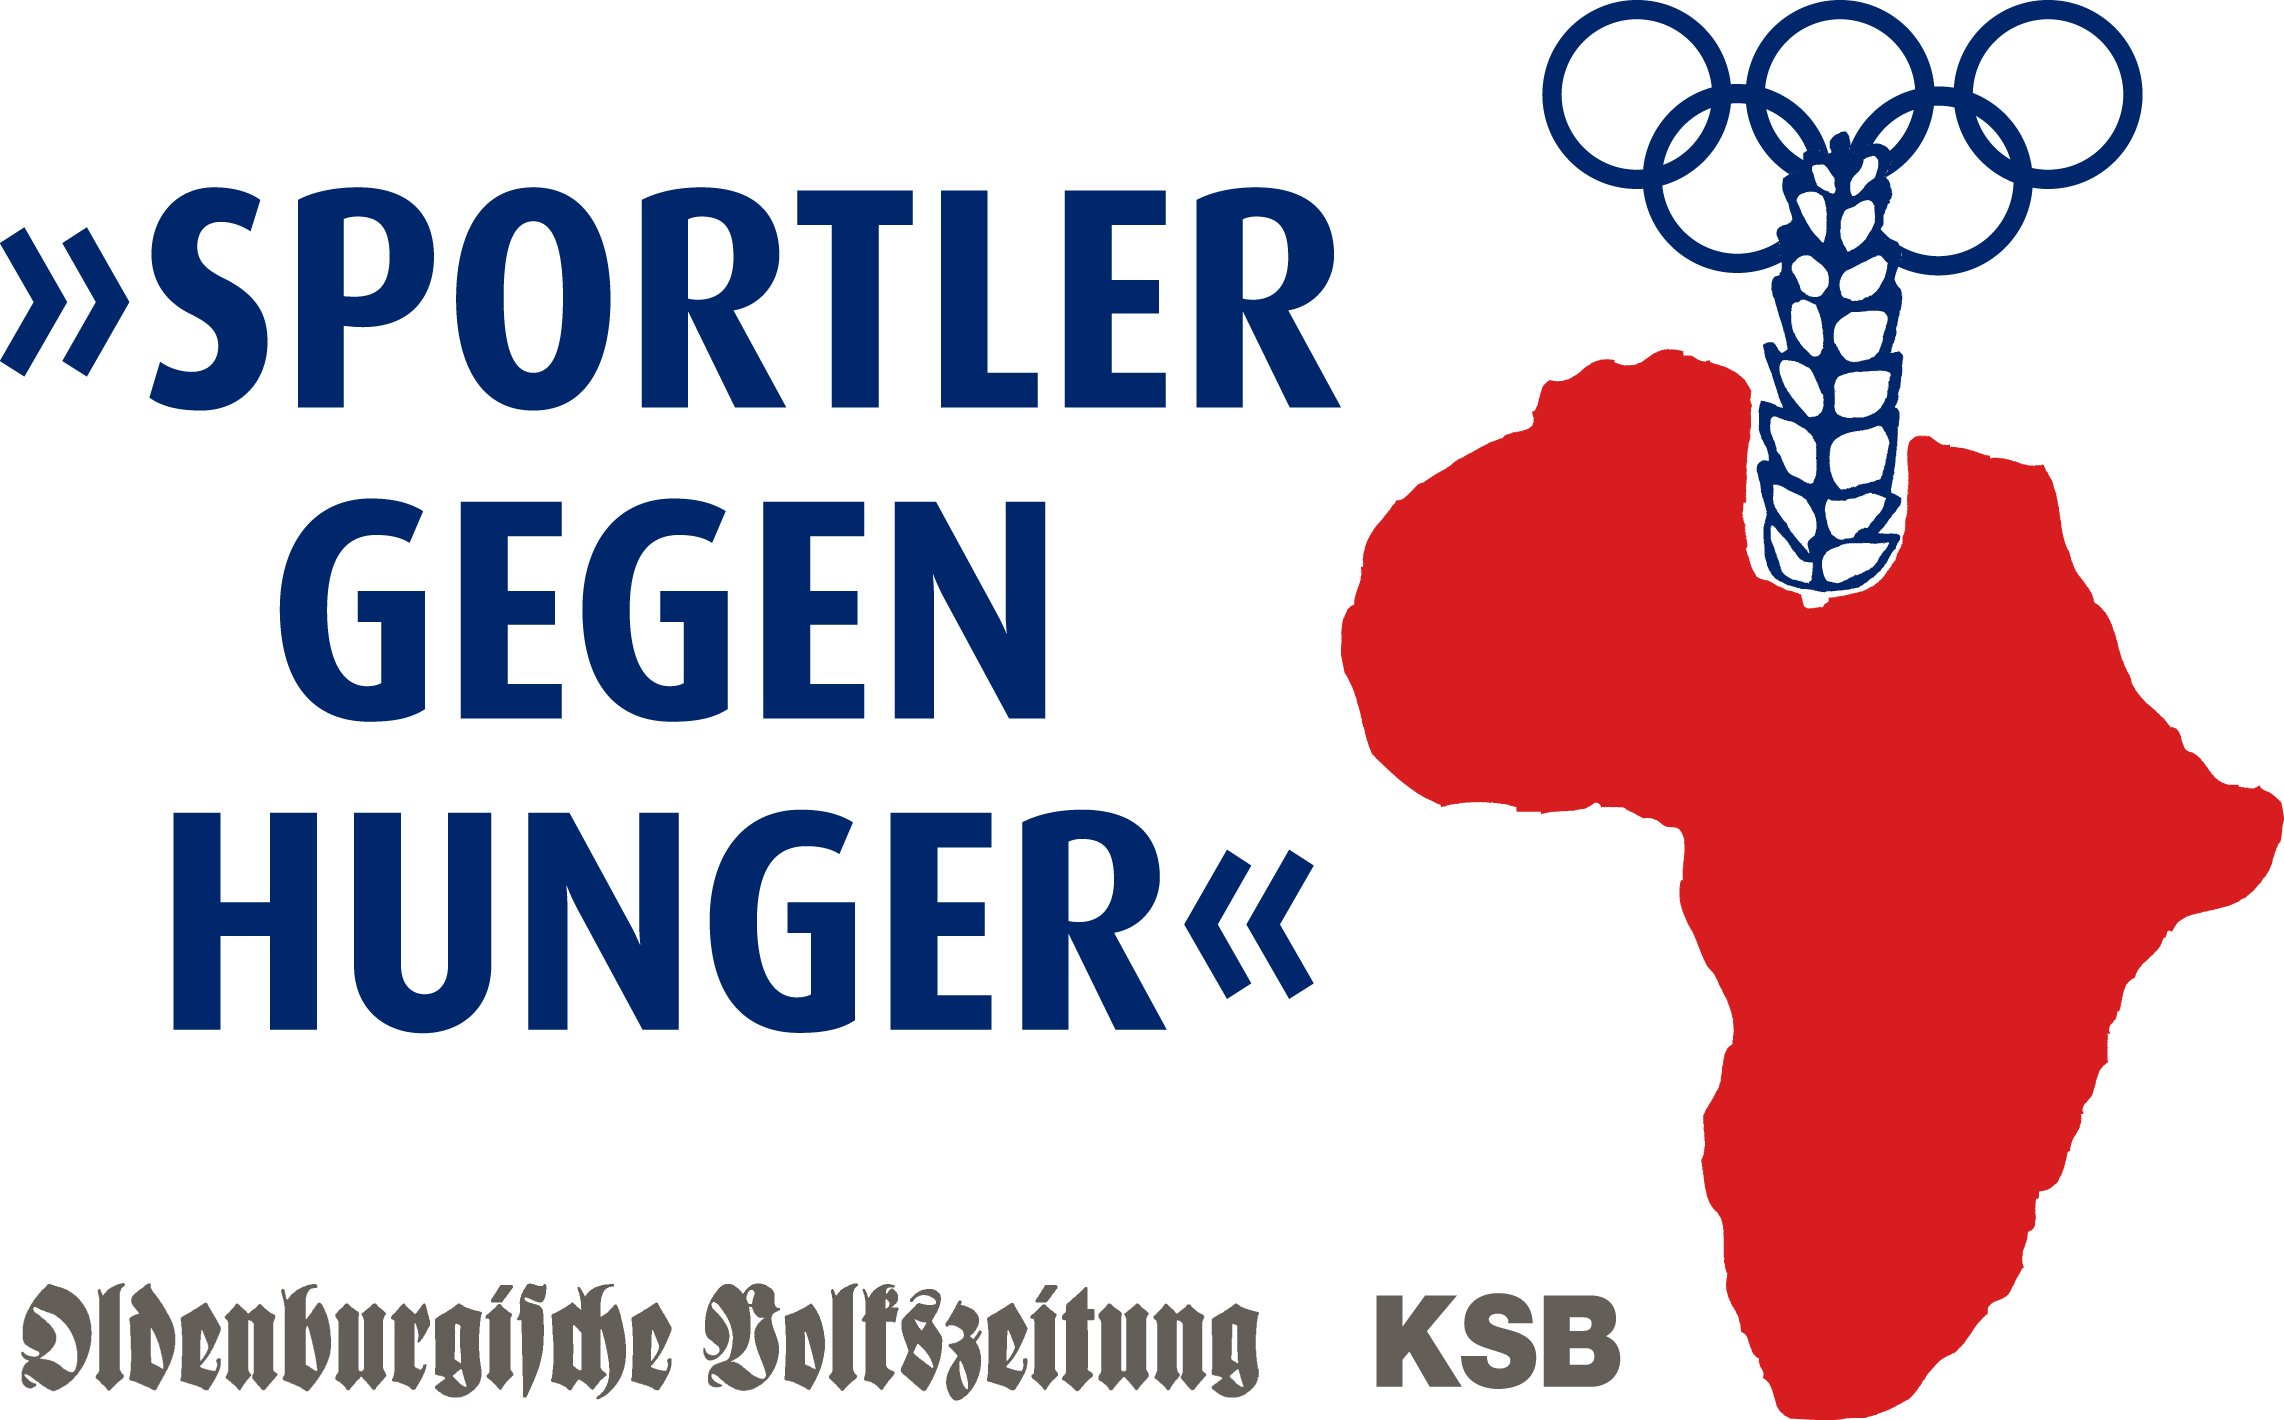 »SPORTLER
GEGEN
HUNGER«
Oldenburgische Volkszeitung KSB